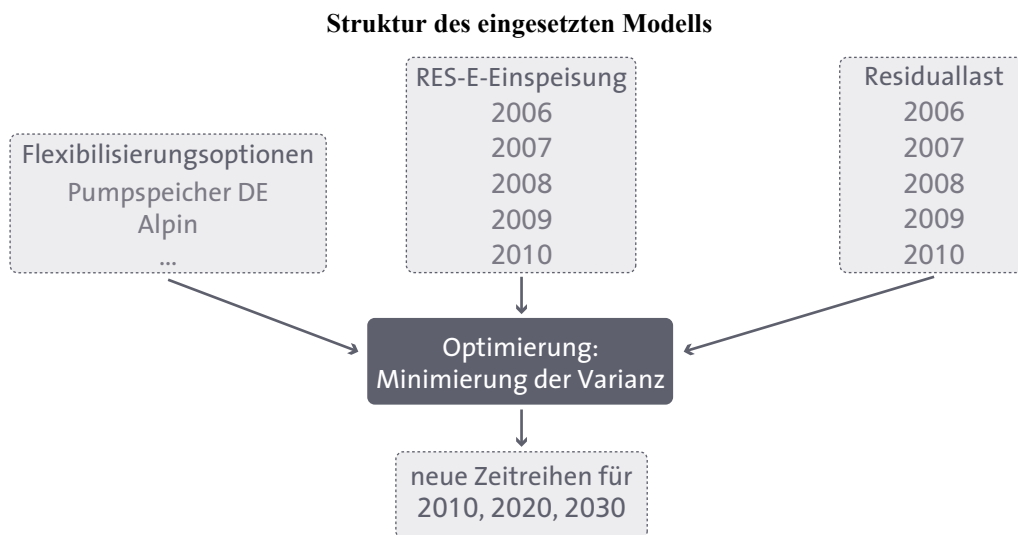 Struktur des eingesetzten Modells
Flexibilisierungsoptionen
Pumpspeicher DE
Alpin
...
RES-E-Einspeisung
2006
2007
2008
2009
2010
Residuallast
2006
2007
2008
2009
2010
Optimierung:
Minimierung der Varianz
neue Zeitreihen für
2010, 2020, 2030